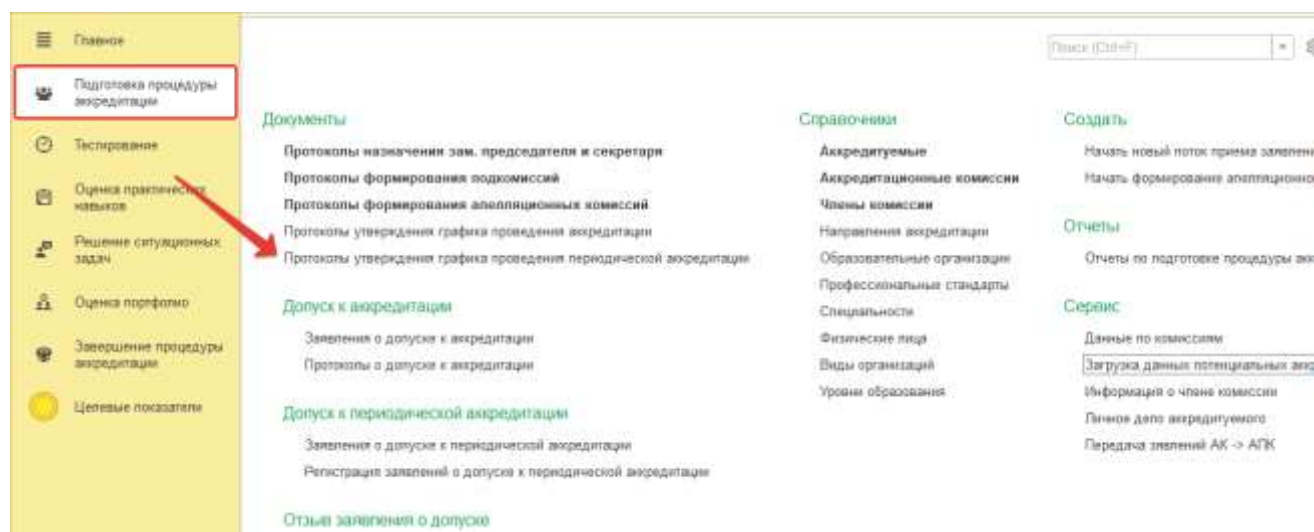 Главное
Подготовка процедуры
аккредитации
Тестирование
Оценка практических
навыков
Решение ситуационных
задач
Оценка портфолио
Завершение процедуры
аккредитации
Целевые показатели
Поиск (Ctrl+F)
Документы
Протоколы назначения зам. председателя и секретаря
Протоколы формирования подкомиссий
Протоколы формирования апелляционных комиссий
Протоколы утверждения графика проведения аккредитации
Протоколы утверждения графика проведения периодической аккредитации
Допуск к аккредитации
Заявления о допуске к аккредитации
Протоколы о допуске к аккредитации
Допуск к периодической аккредитации
Заявления о допуске к периодической аккредитации
Регистрация заявлений о допуске к периодической аккредитации
Отзыв заявления о допуске
Справочники
Аккредитуемые
Аккредитационные комиссии
Члены комиссии
Направления аккредитации
Образовательные организации
Профессиональные стандарты
Специальности
Физические лица
Виды организаций
Уровни образования
Создать
Начать новый поток приема заявлени
Начать формирование апелляционно
Отчеты
Отчеты по подготовке процедуры акк
Сервис
Данные по комиссиям
Загрузка данных потенциальных акк
Информация о члене комиссии
Личное дело аккредитуемого
Передача заявлений АК -> АПК